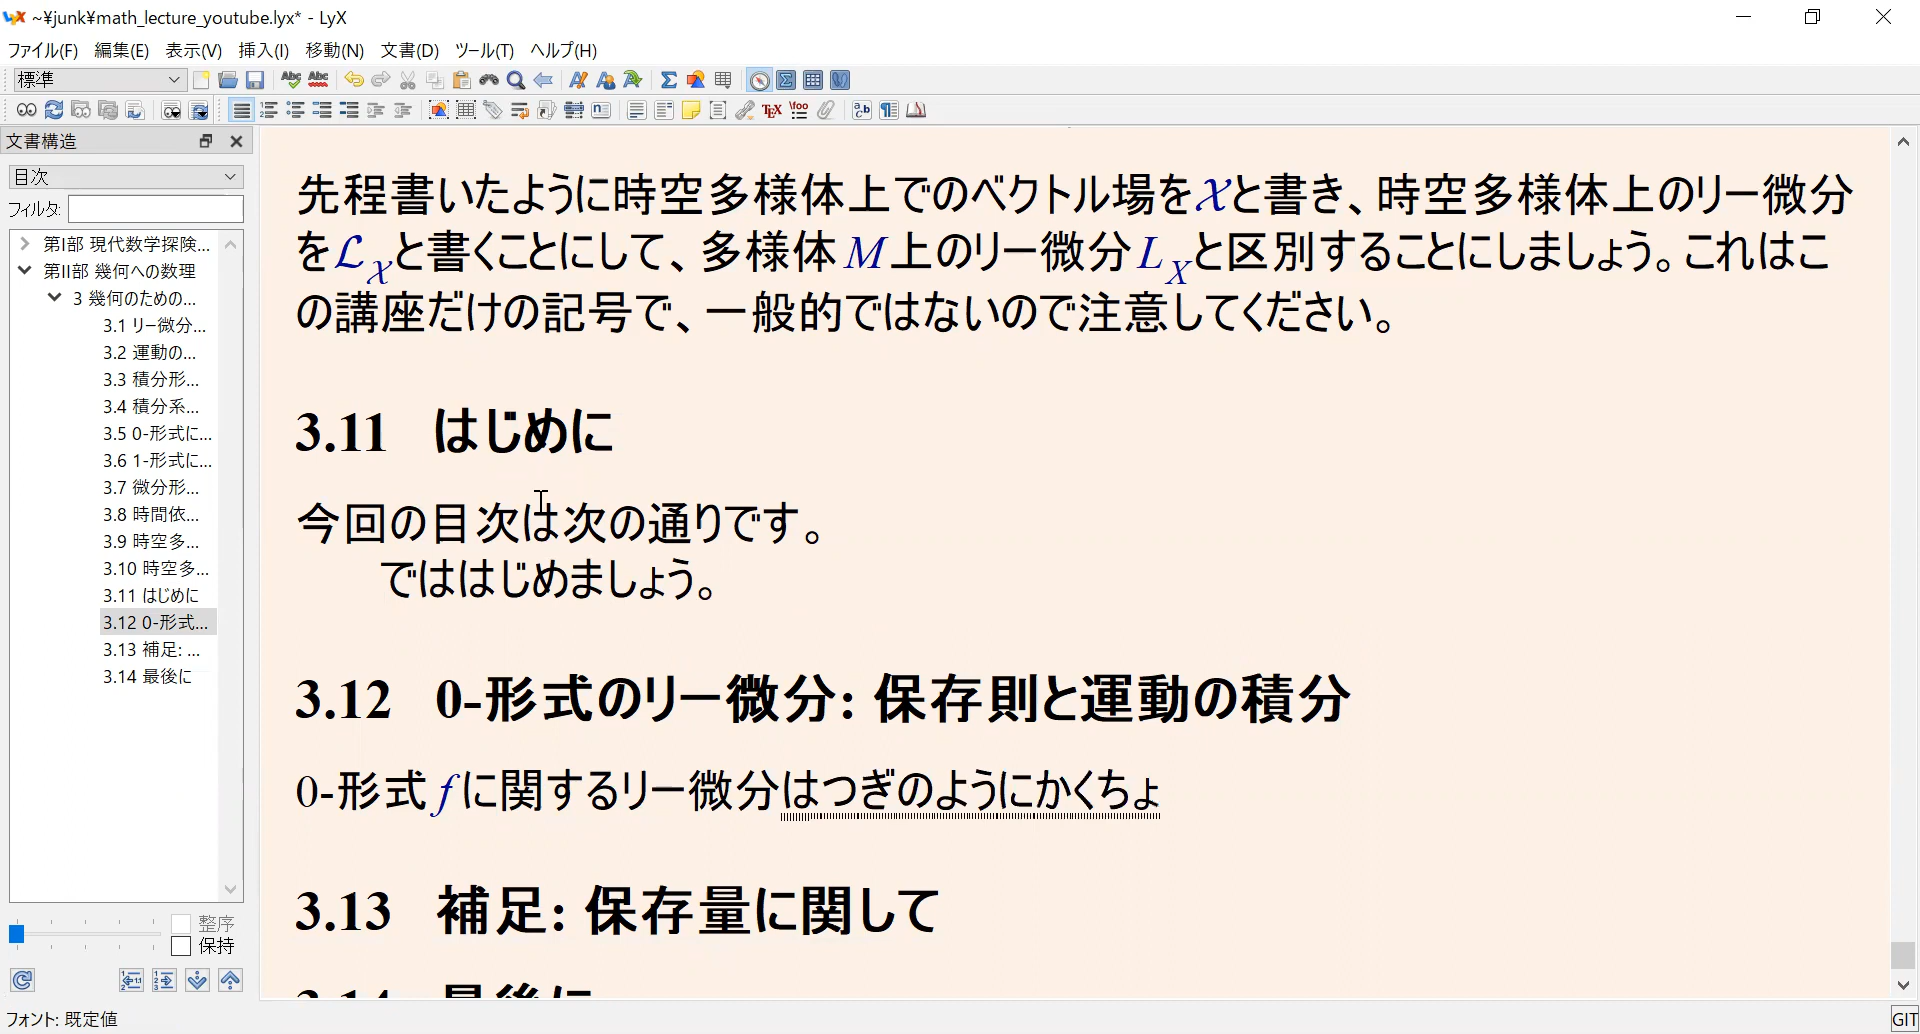 ~¥junk¥math_lecture_youtube.lyx* - LyX
ファイル(F) 編集(E) 表示(V) 挿入(I) 移動(N) 文書(D) ツール(T) ヘルプ(H)
標準
文書構造
目次
フィルタ
第I部 現代数学探険...
第II部 幾何への数理
3 幾何のための...
3.1 リー微分...
3.2 運動の...
3.3 積分形...
3.4 積分系...
3.5 0-形式に...
3.6 1-形式に...
3.7 微分形...
3.8 時間依...
3.9 時空多...
3.10 時空多...
3.11 はじめに
3.12 0-形式...
3.13 補足: ...
3.14 最後に
整序
保持
先程書いたように時空多様体上でのベクトル場を𝒳と書き、時空多様体上のリー微分
をℒ_𝒳と書くことにして、多様体M上のリー微分L_Xと区別することにしましょう。これはこ
の講座だけの記号で、一般的ではないので注意してください。
3.11 はじめに
今回の目次は次の通りです。
でははじめましょう。
3.12 0-形式のリー微分: 保存則と運動の積分
0-形式fに関するリー微分はつぎのようにかくちょ
3.13 補足: 保存量に関して
3.14 最後に
フォント: 既定値
GIT